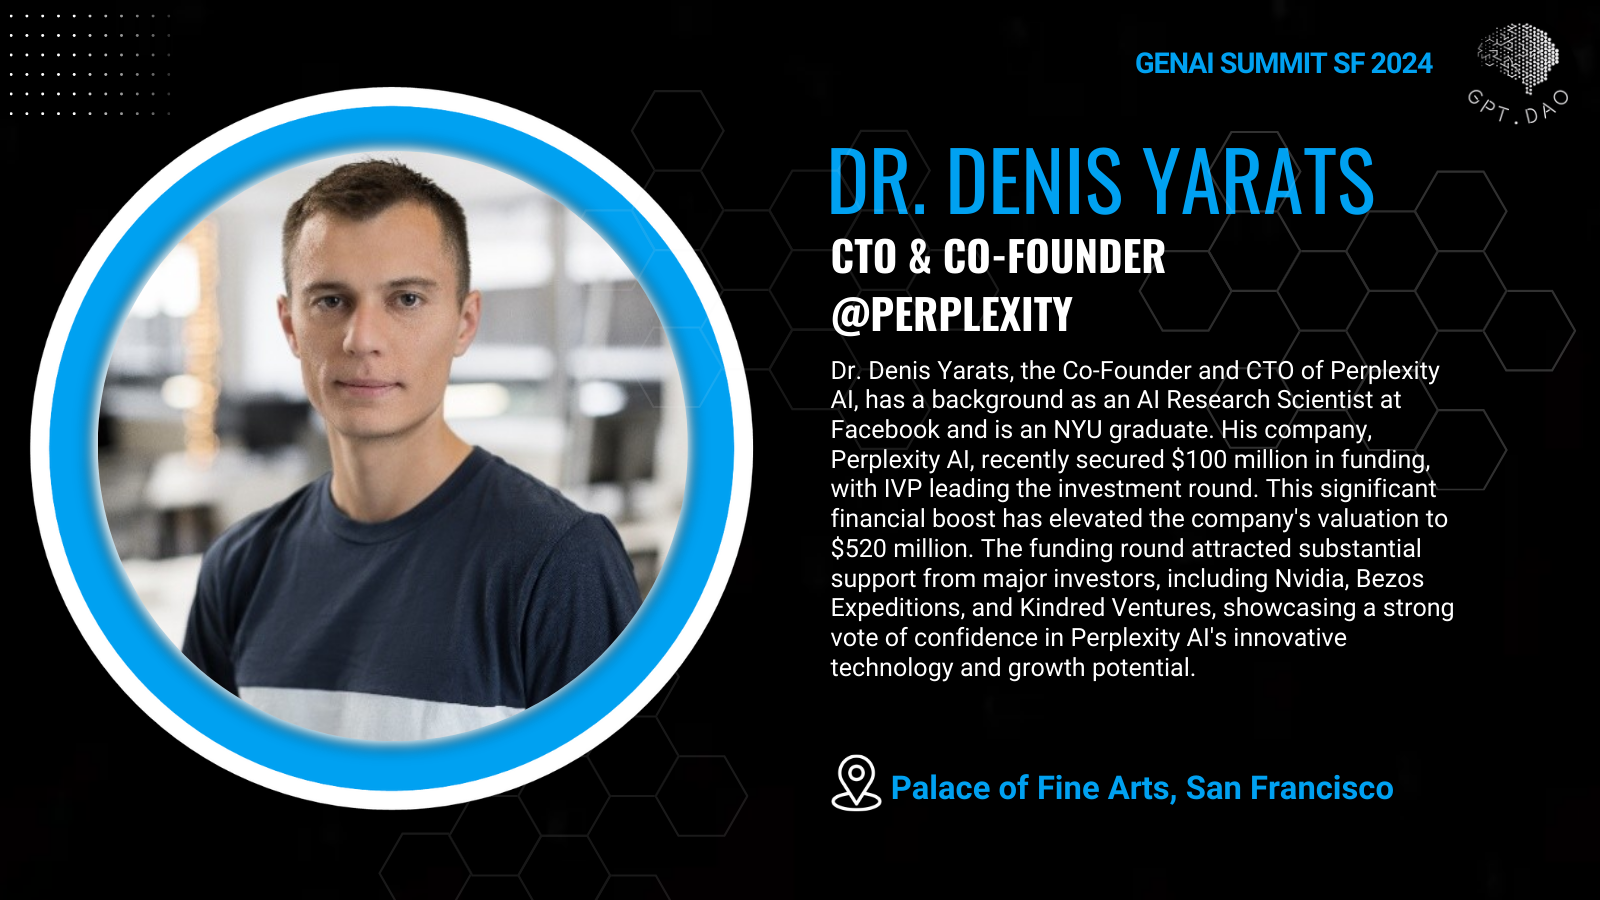 GENAI SUMMIT SF 2024
GPT.DAO
DR. DENIS YARATS
CTO & CO-FOUNDER
@PERPLEXITY
Dr. Denis Yarats, the Co-Founder and CTO of Perplexity
AI, has a background as an AI Research Scientist at
Facebook and is an NYU graduate. His company,
Perplexity AI, recently secured $100 million in funding,
with IVP leading the investment round. This significant
financial boost has elevated the company's valuation to
$520 million. The funding round attracted substantial
support from major investors, including Nvidia, Bezos
Expeditions, and Kindred Ventures, showcasing a strong
vote of confidence in Perplexity AI's innovative
technology and growth potential.
Palace of Fine Arts, San Francisco